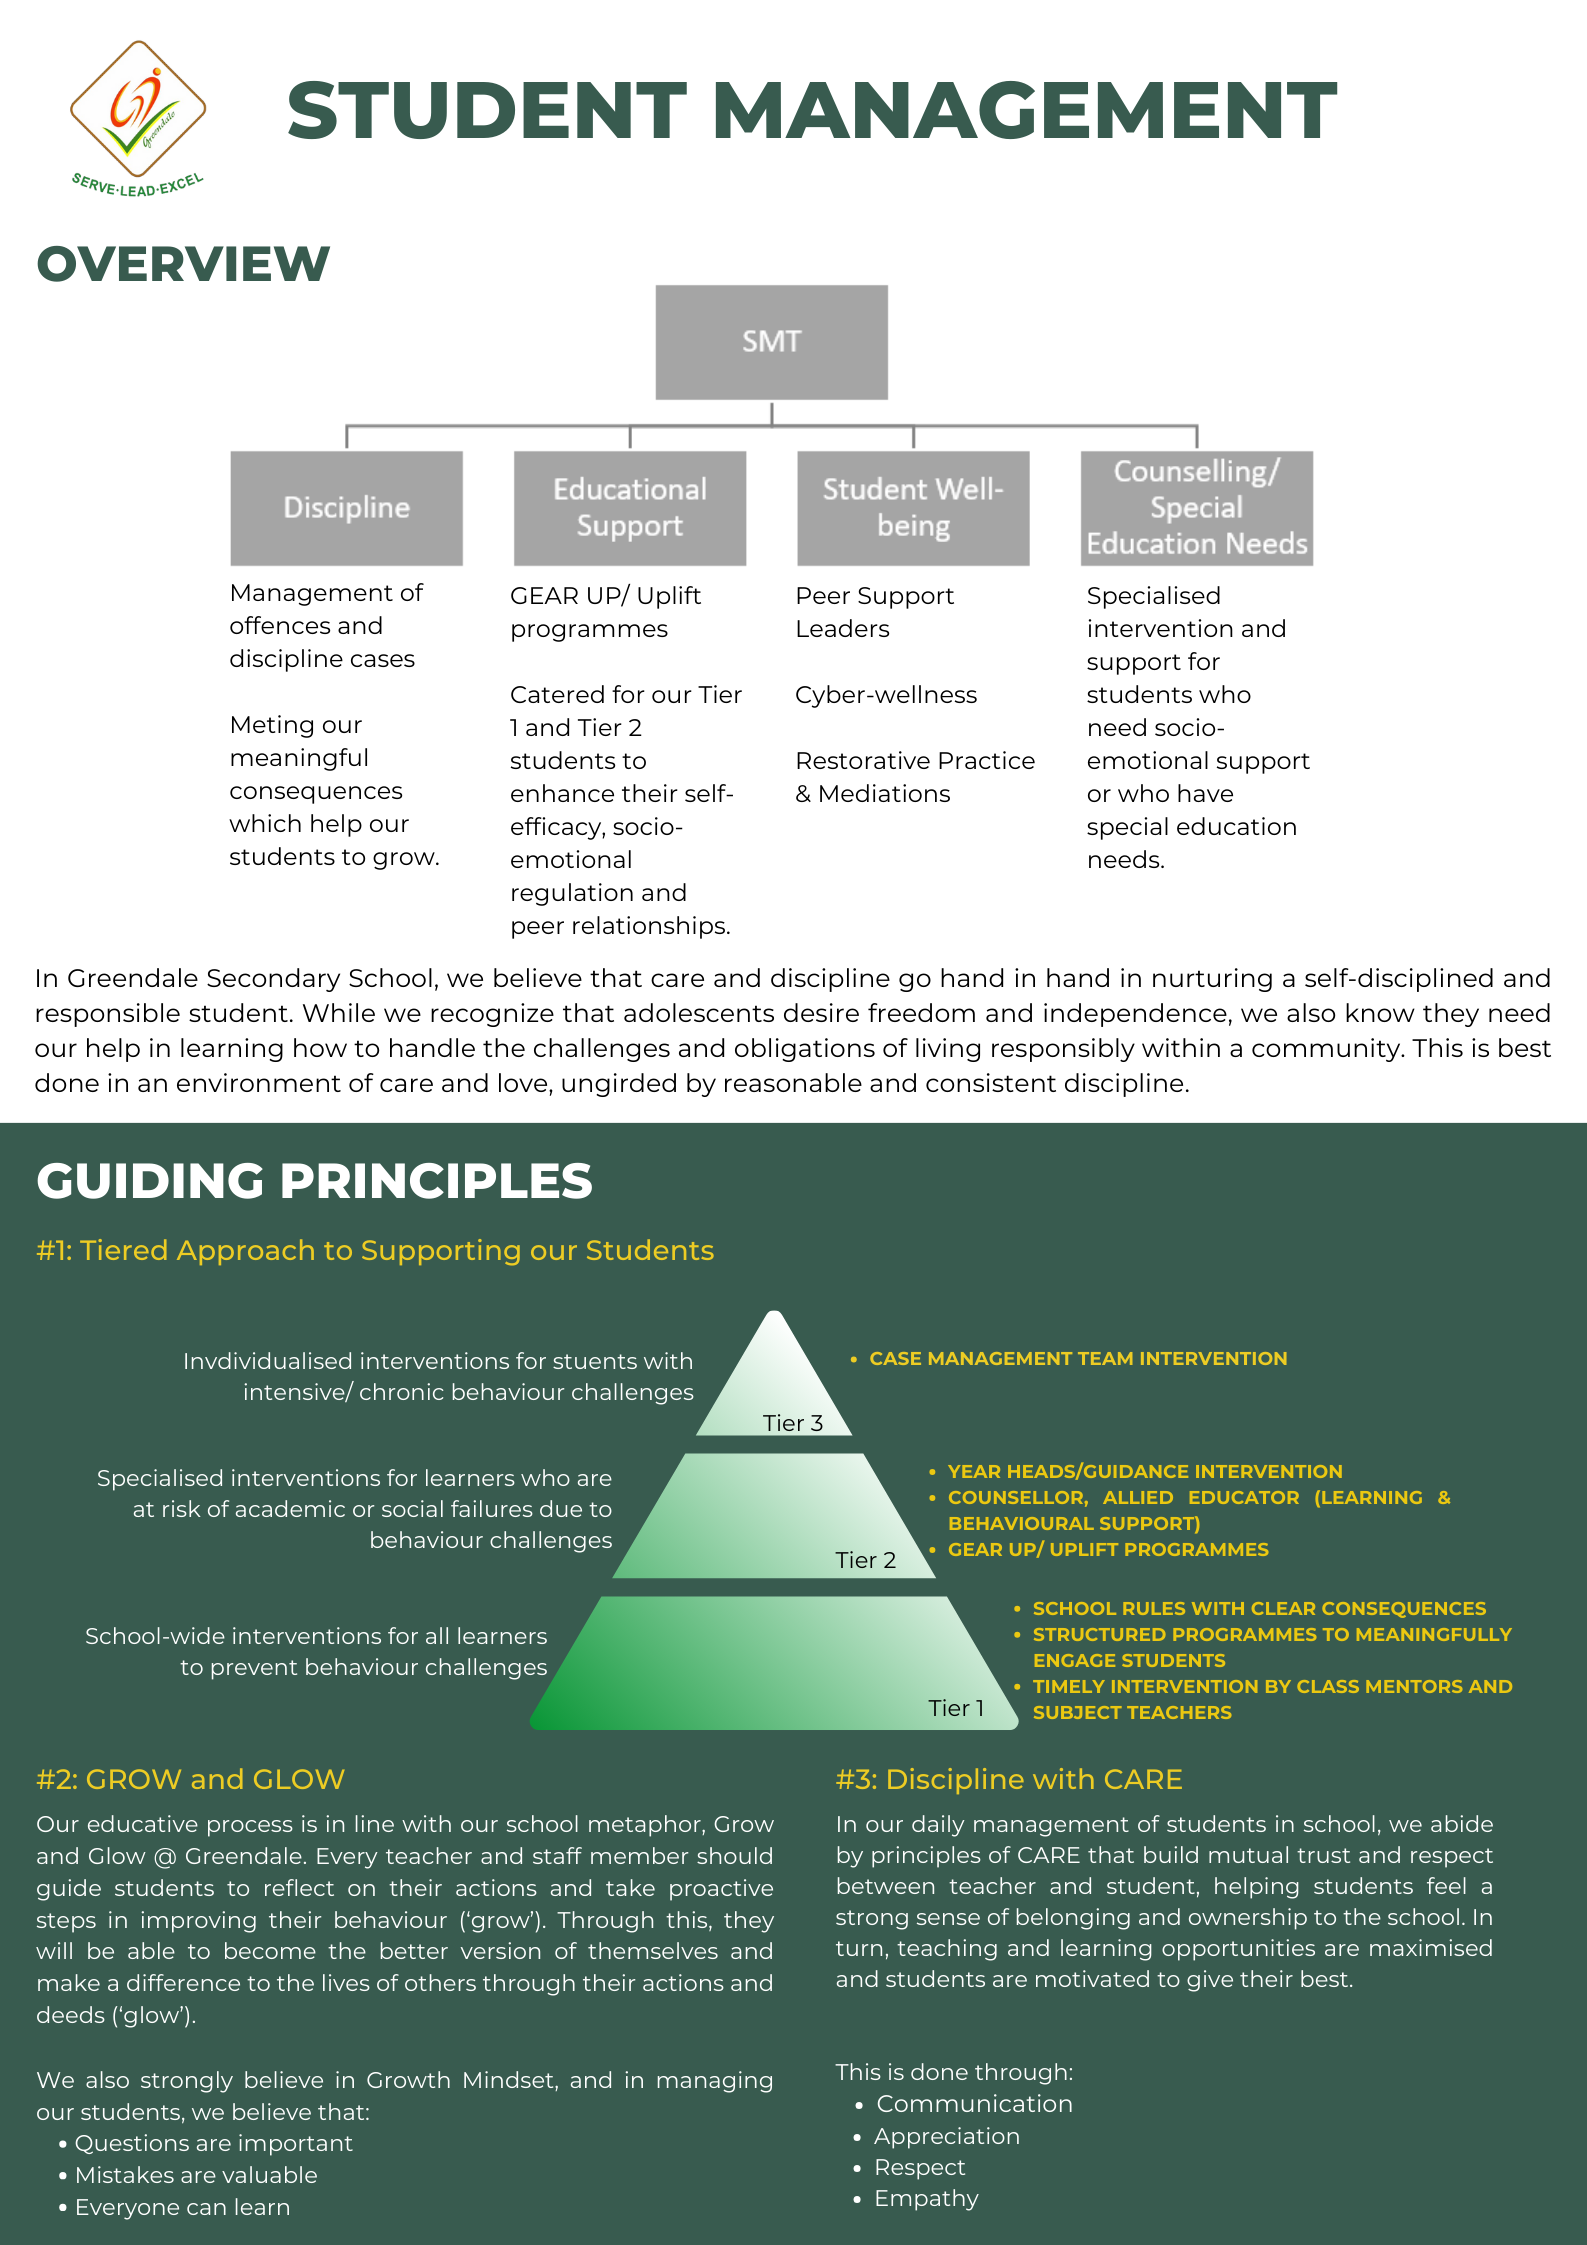 Greendale
SERVE·LEAD·EXCEL
STUDENT MANAGEMENT
OVERVIEW
SMT
Discipline
Educational
Support
Student Well-
being
Counselling/
Special
Education Needs
Management of
offences and
discipline cases
Meting our
meaningful
consequences
which help our
students to grow.
GEAR UP/ Uplift
programmes
Catered for our Tier
1 and Tier 2
students to
enhance their self-
efficacy, socio-
emotional
regulation and
peer relationships.
Peer Support
Leaders
Cyber-wellness
Restorative Practice
& Mediations
Specialised
intervention and
support for
students who
need socio-
emotional support
or who have
special education
needs.
In Greendale Secondary School, we believe that care and discipline go hand in hand in nurturing a self-disciplined and
responsible student. While we recognize that adolescents desire freedom and independence, we also know they need
our help in learning how to handle the challenges and obligations of living responsibly within a community. This is best
done in an environment of care and love, ungirded by reasonable and consistent discipline.
GUIDING PRINCIPLES
#1: Tiered Approach to Supporting our Students
Invdividualised interventions for stuents with
intensive/ chronic behaviour challenges
Tier 3
• CASE MANAGEMENT TEAM INTERVENTION
Specialised interventions for learners who are
at risk of academic or social failures due to
behaviour challenges
Tier 2
• YEAR HEADS/GUIDANCE INTERVENTION
• COUNSELLOR, ALLIED EDUCATOR (LEARNING &
BEHAVIOURAL SUPPORT)
• GEAR UP/ UPLIFT PROGRAMMES
School-wide interventions for all learners
to prevent behaviour challenges
Tier 1
• SCHOOL RULES WITH CLEAR CONSEQUENCES
• STRUCTURED PROGRAMMES TO MEANINGFULLY
ENGAGE STUDENTS
• TIMELY INTERVENTION BY CLASS MENTORS AND
SUBJECT TEACHERS
#2: GROW and GLOW
Our educative process is in line with our school metaphor, Grow
and Glow @ Greendale. Every teacher and staff member should
guide students to reflect on their actions and take proactive
steps in improving their behaviour (‘grow’). Through this, they
will be able to become the better version of themselves and
make a difference to the lives of others through their actions and
deeds (‘glow’).
We also strongly believe in Growth Mindset, and in managing
our students, we believe that:
• Questions are important
• Mistakes are valuable
• Everyone can learn
#3: Discipline with CARE
In our daily management of students in school, we abide
by principles of CARE that build mutual trust and respect
between teacher and student, helping students feel a
strong sense of belonging and ownership to the school. In
turn, teaching and learning opportunities are maximised
and students are motivated to give their best.
This is done through:
• Communication
• Appreciation
• Respect
• Empathy